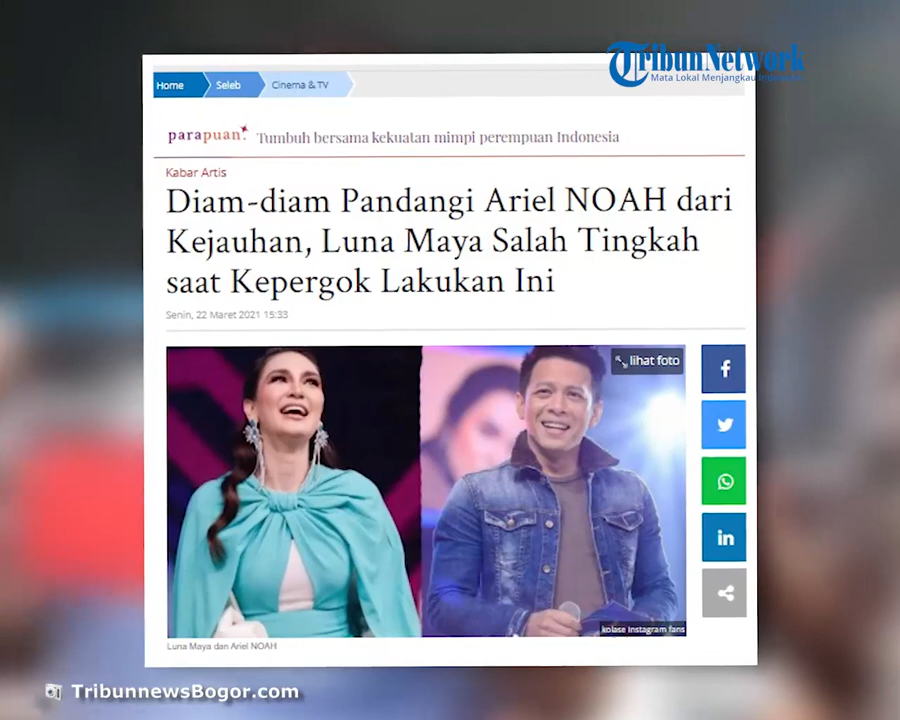 TribunNetwork
Mata Lokal Menjangkau Indonesia
Home
Seleb
Cinema & TV
parapuan.
Tumbuh bersama kekuatan mimpi perempuan Indonesia
Kabar Artis
Diam-diam Pandangi Ariel NOAH dari
Kejauhan, Luna Maya Salah Tingkah
saat Kepergok Lakukan Ini
Senin, 22 Maret 2021 15:33
lihat foto
f
in
kolase Instagram fans
Luna Maya dan Ariel NOAH
TribunnewsBogor.com